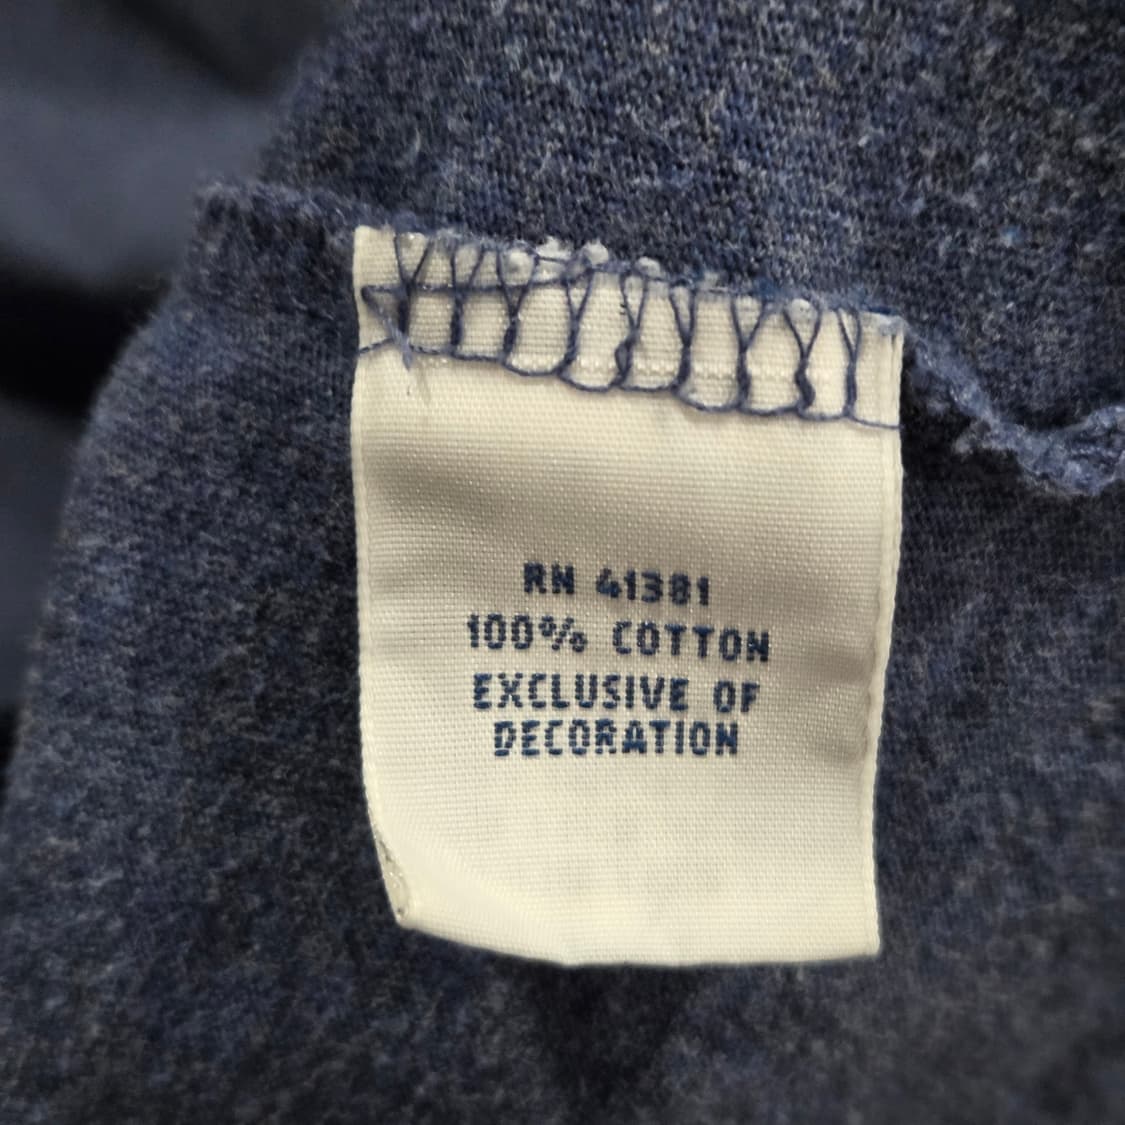 RN 41381
100% COTTON
EXCLUSIVE OF
DECORATION